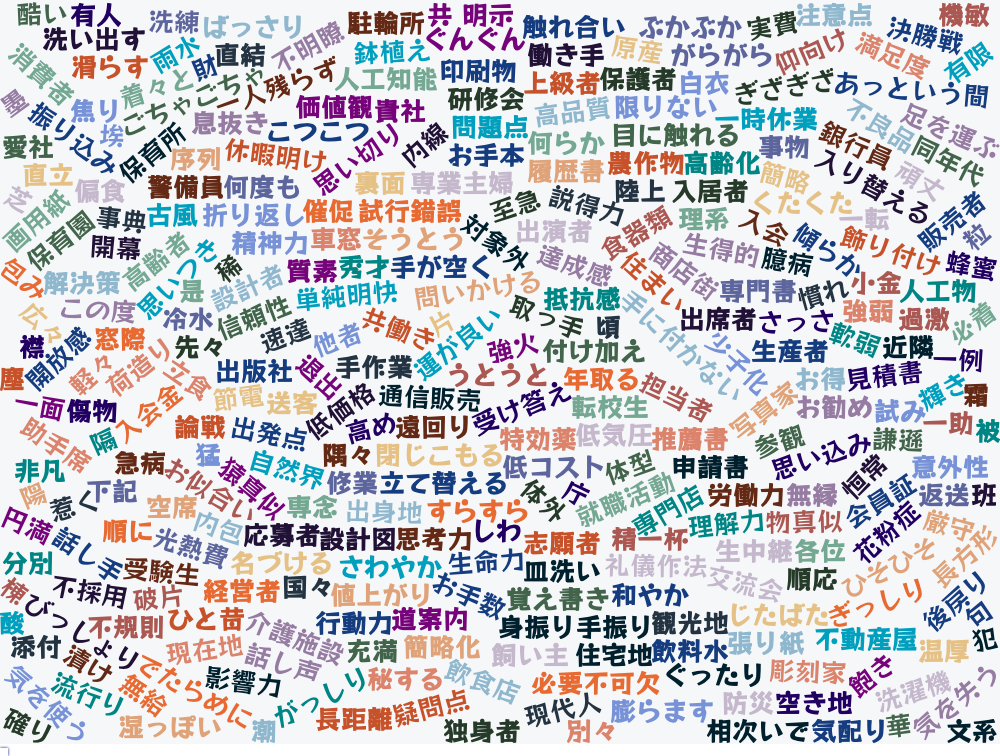 酷い
有人
洗練
ばっさり
駐輪所
共
明示
触れ合い
ぶかぶか
実費
注意点
決勝戦
機敏
洗い出す
雨水
財
直結
不明瞭
鉢植え
ぐんぐん
働き手
原産
がらがら
仰向け
満足度
有限
消費者
滑らす
着々と
ごちゃごちゃ
一人残らず
人工知能
印刷物
上級者
保護者
白衣
ぎざぎざ
あっという間
墨
振り込み
焦り
埃
価値観
貴社
研修会
高品質
限りない
一時休業
不良品
足を運ぶ
愛社
保育所
息抜き
こつこつ
思い切り
内線
問題点
何らか
目に触れる
事物
銀行員
同年代
直立
序列
休暇明け
お手本
履歴書
農作物
高齢化
簡略
入り替える
頑丈
芝
偏食
警備員
何度も
裏面
専業主婦
至急
説得力
陸上
入居者
くたくた
一転
販売者
粒
画用紙
保育園
事典
古風
折り返し
催促
試行錯誤
対象外
出演者
食器類
理系
入会
傾らか
飾り付け
蜂蜜
開幕
高齢者
思いつき
精神力
車窓
そうとう
達成感
住まい
商店街
生得的
臆病
包み
解決策
是
稀
設計者
質素
秀才
手が空く
問いかける
抵抗感
専門書
慣れ
小金
人工物
広々
この度
冷水
信頼性
単純明快
取っ手
頃
手に付かない
出席者
さっさ
強弱
過激
必着
襟
開放感
窓際
先々
速達
他者
共働き
片
運が良い
強火
付け加え
少子化
生産者
軟弱
近隣
一例
塵
軽々
荷造り
立食
出版社
退出
手作業
うとうと
年取る
担当者
写真家
お得
見積書
輝き
霜
一面
傷物
入会金
節電
送客
低価格
通信販売
受け答え
転校生
お勧め
試み
一助
被
助手席
隔
論戦
出発点
高め
遠回り
特効薬
低気圧
推薦書
参観
思い込み
謙遜
非凡
急病
お似合い
猛
猿真似
自然界
隅々
閉じこもる
低コスト
体型
申請書
恒常
意外性
陽
惹く
下記
空席
内包
専念
修業
立て替える
出身地
すらすら
体外
庁
就職活動
専門店
労働力
無縁
会員証
返送
班
円満
話し手
順に
光熱費
応募者
設計図
思考力
しわ
志願者
精一杯
理解力
物真似
花粉症
厳守
長方形
分別
受験生
名づける
さわやか
生命力
皿洗い
礼儀作法
生中継
各位
交流会
順応
ひそひそ
棟
不採用
破片
経営者
国々
値上がり
お手数
覚え書き
和やか
じたばた
ぎっしり
後戻り
句
酸
びっしょり
不規則
ひと昔
介護施設
行動力
道案内
身振り手振り
観光地
張り紙
不動産屋
温厚
犯
添付
漬け
現在地
話し声
充満
簡略化
飼い主
住宅地
飲料水
ぐったり
彫刻家
飽き
洗濯機
気を失う
気を使う
流行り
無給
でたらめに
影響力
がっしり
秘する
飲食店
必要不可欠
防災
空き地
確り
湿っぽい
潮
長距離
疑問点
独身者
現代人
別々
膨らます
相次いで
気配り
華
文系